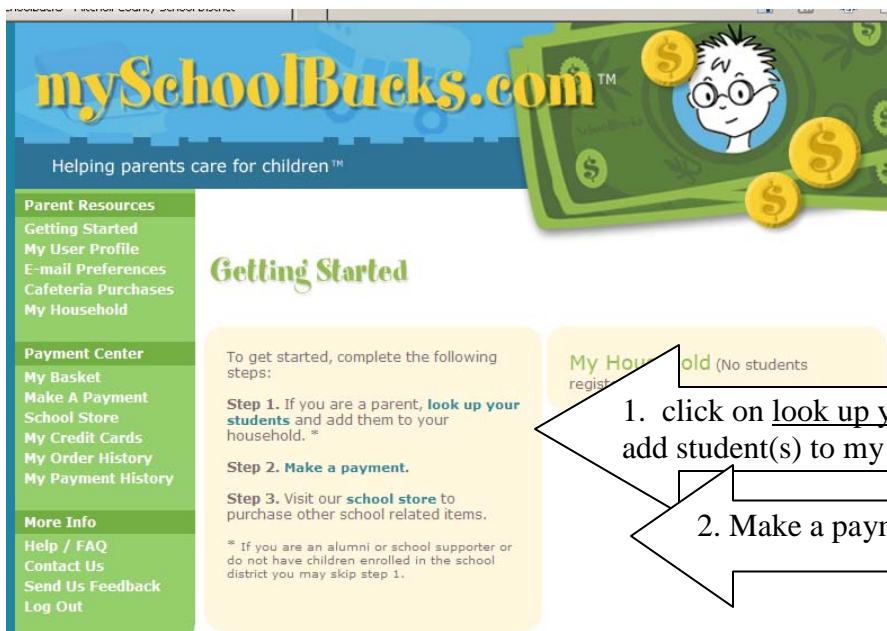 mySchoolBucks.com™
Helping parents care for children™
Parent Resources
Getting Started
My User Profile
E-mail Preferences
Cafeteria Purchases
My Household
Payment Center
My Basket
Make A Payment
School Store
My Credit Cards
My Order History
My Payment History
More Info
Help / FAQ
Contact Us
Send Us Feedback
Log Out
Getting Started
To get started, complete the following
steps:
Step 1. If you are a parent, look up your
students and add them to your
household. *
Step 2. Make a payment.
Step 3. Visit our school store to
purchase other school related items.
* If you are an alumni or school supporter or
do not have children enrolled in the school
district you may skip step 1.
My (No students
1. click on look up
add student(s) to my
2. Make a